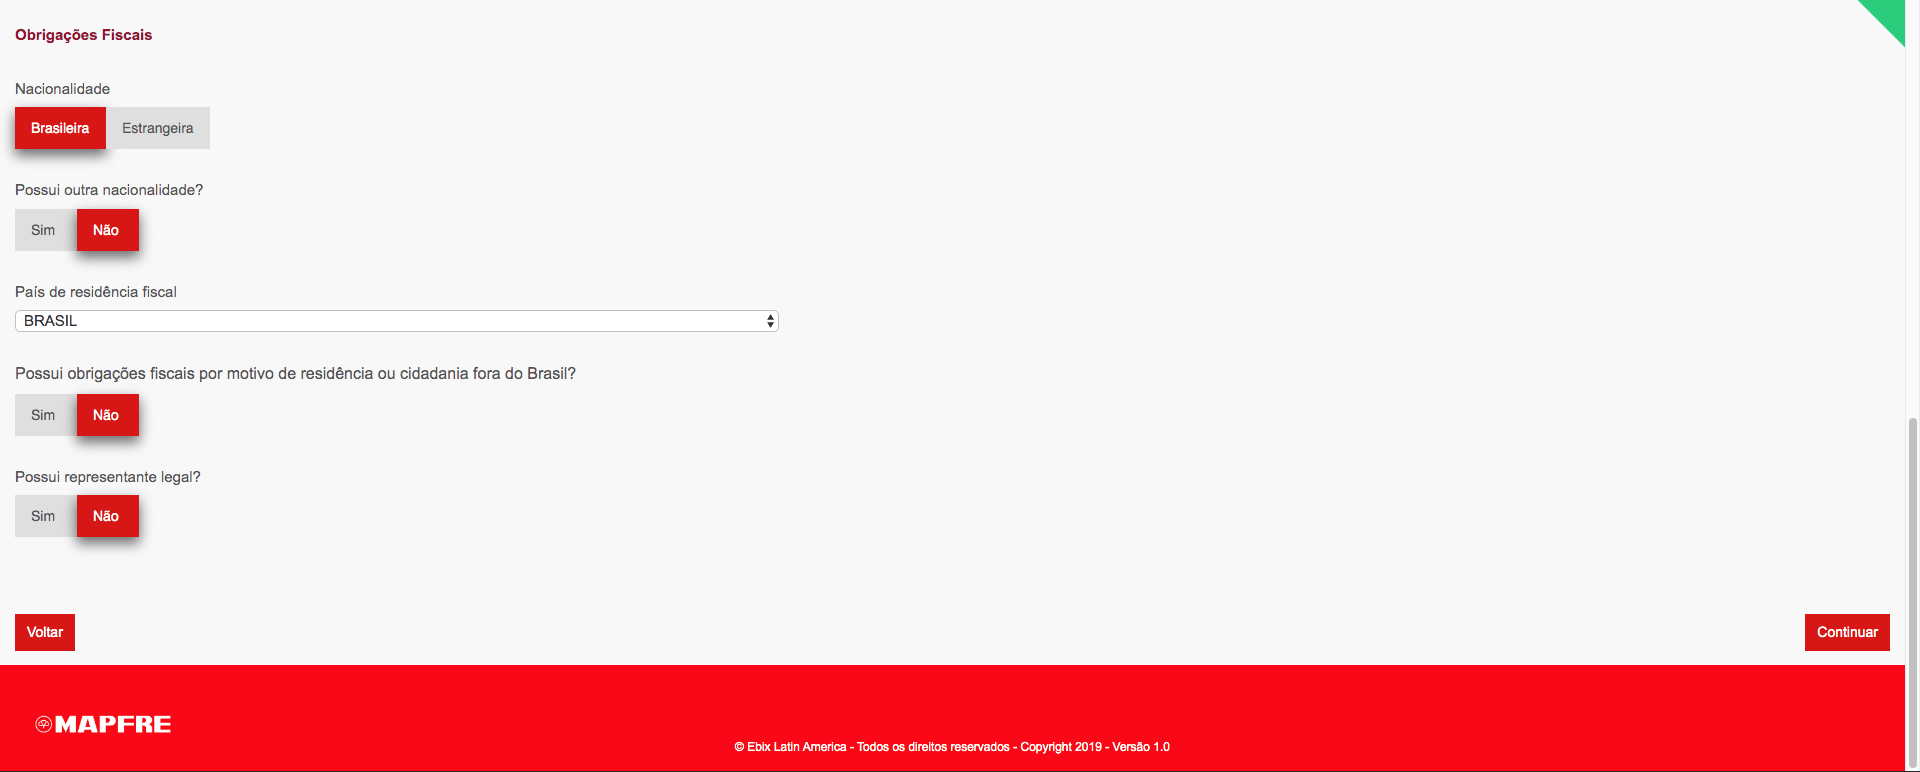 Obrigações Fiscais
Nacionalidade
Brasileira Estrangeira
Possui outra nacionalidade?
Sim Não
País de residência fiscal
BRASIL
Possui obrigações fiscais por motivo de residência ou cidadania fora do Brasil?
Sim Não
Possui representante legal?
Sim Não
Voltar Continuar
MAPFRE
© Ebix Latin America - Todos os direitos reservados - Copyright 2019 - Versão 1.0